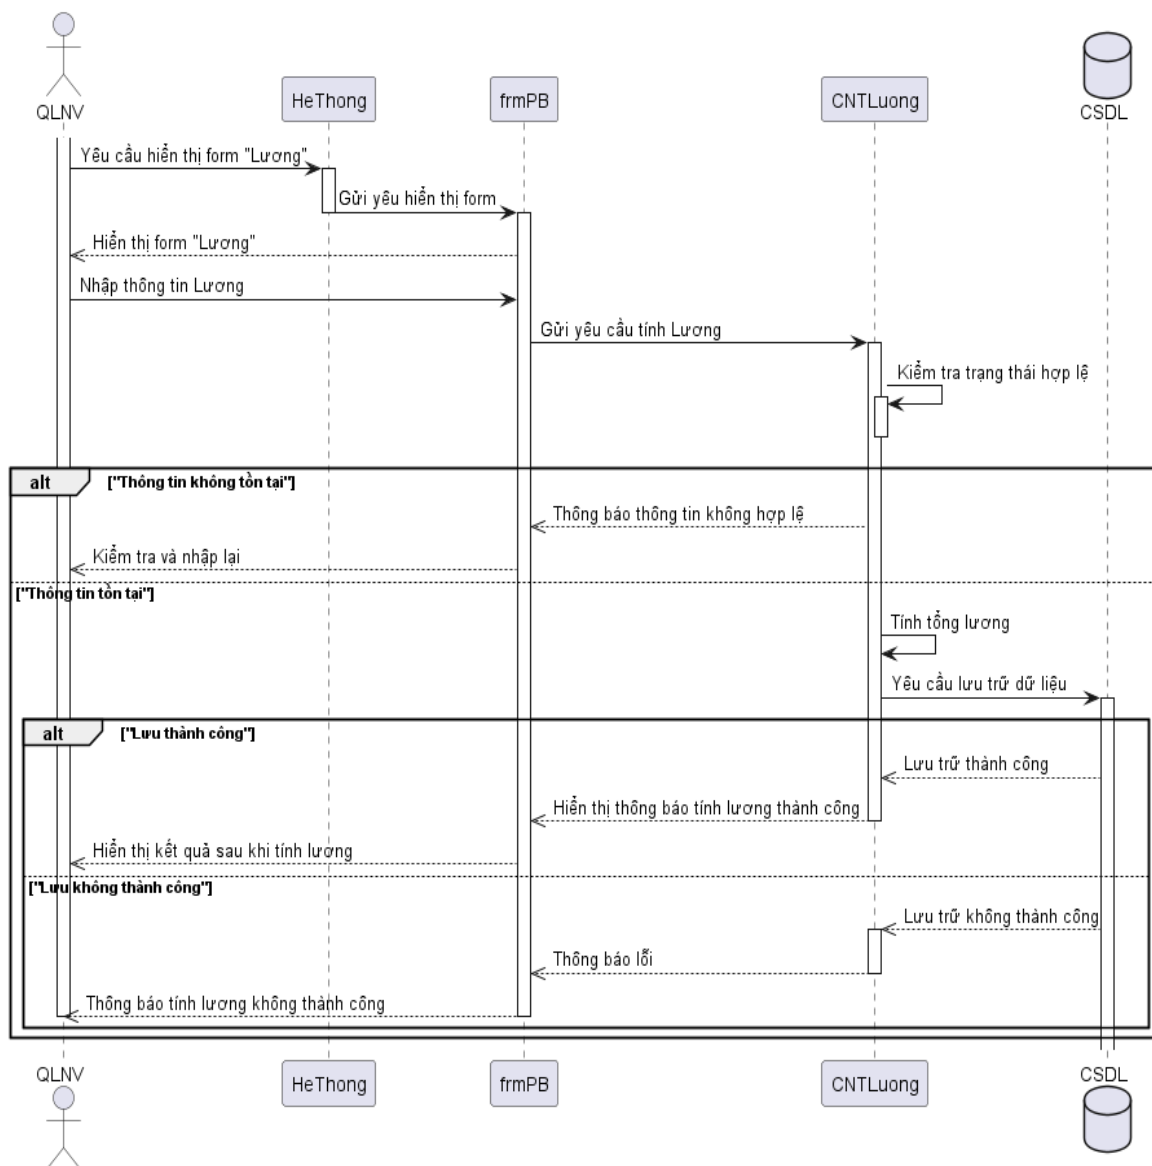 QLNV
HeThong
frmPB
CNTLuong
CSDL
Yêu cầu hiển thị form "Lương"
Gửi yêu hiển thị form
Hiển thị form "Lương"
Nhập thông tin Lương
Gửi yêu cầu tính Lương
Kiểm tra trạng thái hợp lệ
alt ["Thông tin không tồn tại"]
Thông báo thông tin không hợp lệ
Kiểm tra và nhập lại
["Thông tin tồn tại"]
Tính tổng lương
Yêu cầu lưu trữ dữ liệu
alt ["Lưu thành công"]
Lưu trữ thành công
Hiển thị thông báo tính lương thành công
Hiển thị kết quả sau khi tính lương
["Lưu không thành công"]
Lưu trữ không thành công
Thông báo lỗi
Thông báo tính lương không thành công
QLNV
HeThong
frmPB
CNTLuong
CSDL